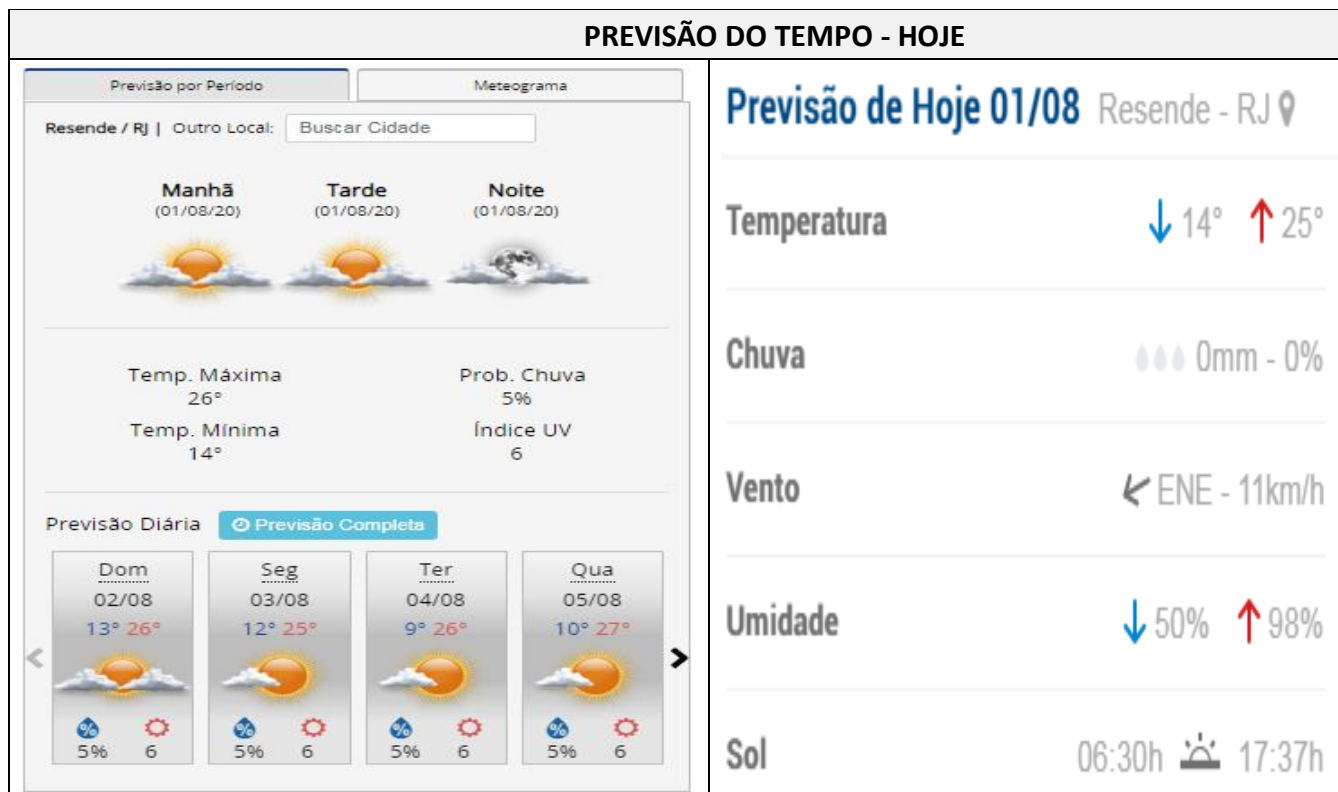 PREVISÃO DO TEMPO - HOJE
Previsão por Período
Meteograma
Resende / RJ | Outro Local: Buscar Cidade
Manhã Tarde Noite
(01/08/20) (01/08/20) (01/08/20)
Temp. Máxima Prob. Chuva
26° 5%
Temp. Mínima Índice UV
14° 6
Previsão Diária Previsão Completa
Dom Seg Ter Qua
02/08 03/08 04/08 05/08
13° 26° 12° 25° 9° 26° 10° 27°
< >
% % % %
5% 6 5% 6 5% 6 5% 6
Previsão de Hoje 01/08 Resende - RJ
Temperatura ↓ 14° ↑ 25°
Chuva 0mm - 0%
Vento ENE - 11km/h
Umidade ↓ 50% ↑ 98%
Sol 06:30h 17:37h